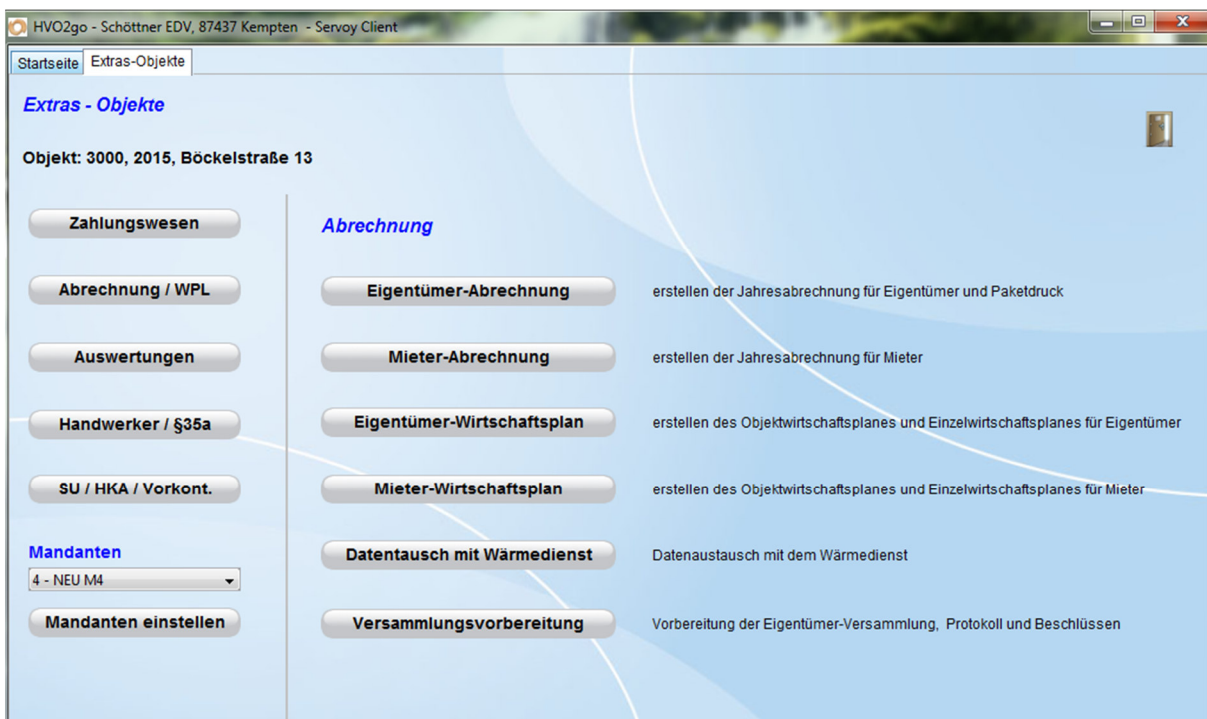 HVO2go - Schöttner EDV, 87437 Kempten - Servoy Client
Startseite Extras-Objekte
Extras - Objekte
Objekt: 3000, 2015, Böckelstraße 13
Zahlungswesen
Abrechnung / WPL
Auswertungen
Handwerker / §35a
SU / HKA / Vorkont.
Mandanten
4 - NEU M4
Mandanten einstellen
Abrechnung
Eigentümer-Abrechnung erstellen der Jahresabrechnung für Eigentümer und Paketdruck
Mieter-Abrechnung erstellen der Jahresabrechnung für Mieter
Eigentümer-Wirtschaftsplan erstellen des Objektwirtschaftsplanes und Einzelwirtschaftsplanes für Eigentümer
Mieter-Wirtschaftsplan erstellen des Objektwirtschaftsplanes und Einzelwirtschaftsplanes für Mieter
Datentausch mit Wärmedienst Datenaustausch mit dem Wärmedienst
Versammlungsvorbereitung Vorbereitung der Eigentümer-Versammlung, Protokoll und Beschlüssen